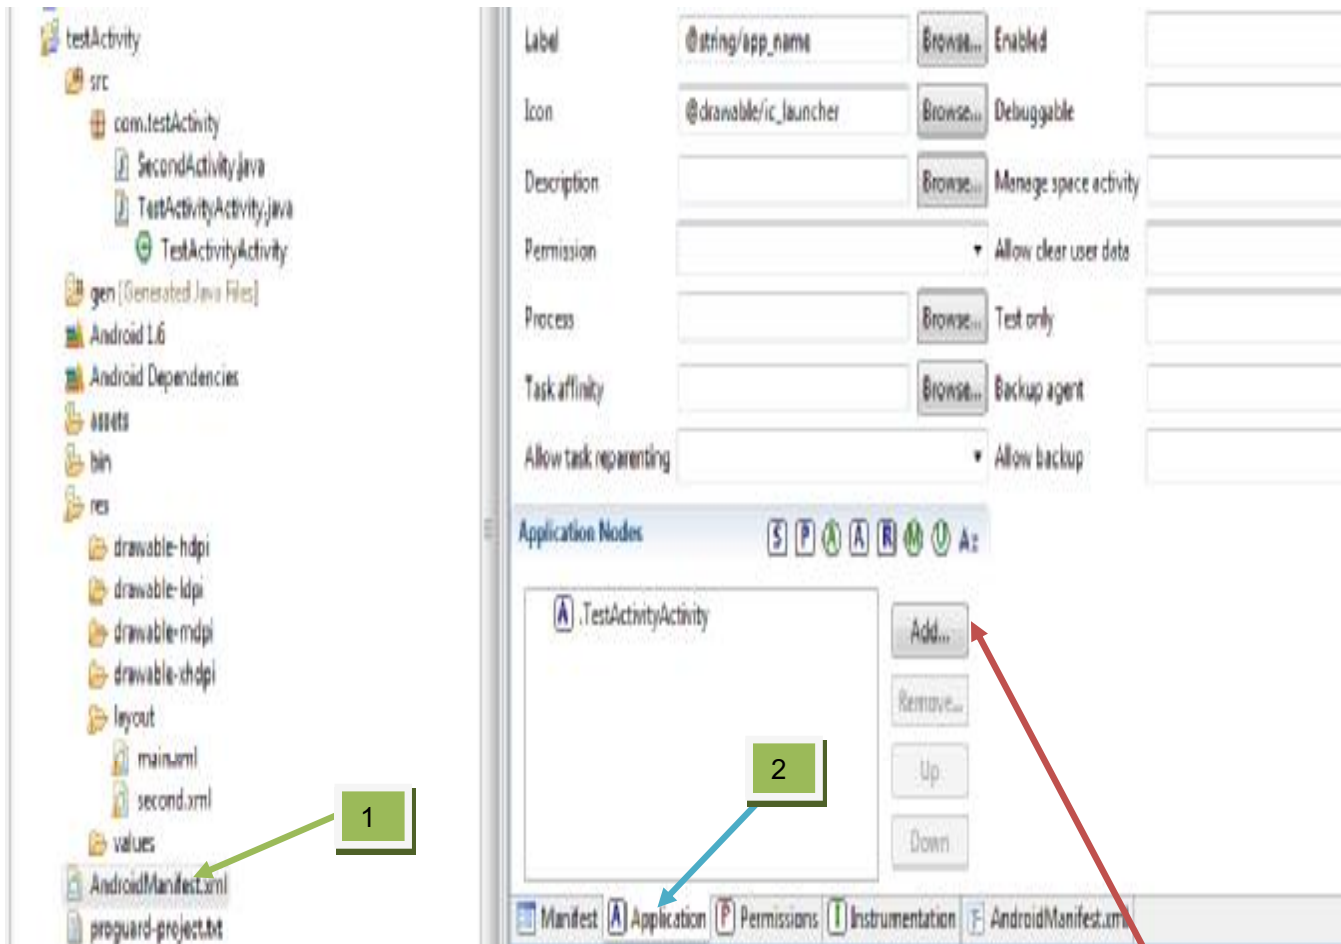 testActivity
src
com.testActivity
SecondActivity.java
TestActivityActivity.java
TestActivityActivity
gen [Generated Java Files]
Android 1.6
Android Dependencies
assets
bin
res
drawable-hdpi
drawable-ldpi
drawable-mdpi
drawable-xhdpi
layout
main.xml
second.xml
values
AndroidManifest.xml
proguard-project.txt
1
Label @string/app_name Browse... Enabled
Icon @drawable/ic_launcher Browse... Debuggable
Description Browse... Manage space activity
Permission Allow clear user data
Process Browse... Test only
Task affinity Browse... Backup agent
Allow task reparenting Allow backup
Application Nodes S P A A R M U Az
A .TestActivityActivity
Add...
Remove...
Up
Down
2
Manifest A Application P Permissions I Instrumentation F AndroidManifest.xml